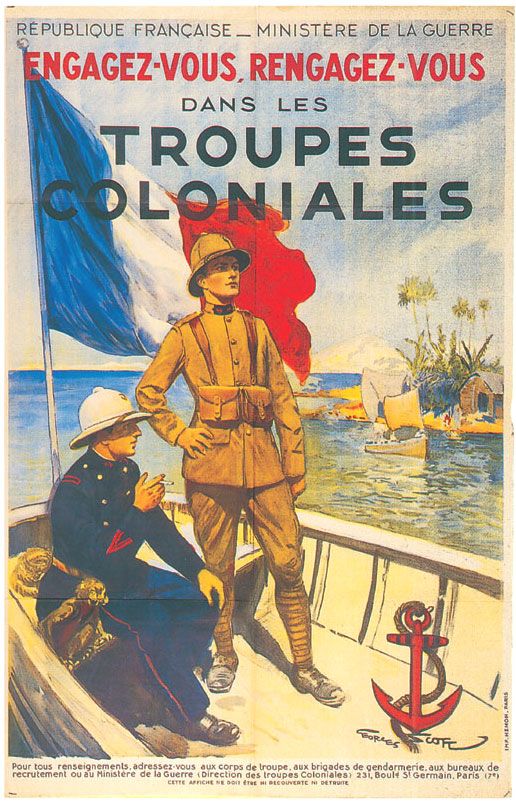 RÉPUBLIQUE FRANÇAISE _ MINISTÈRE DE LA GUERRE
ENGAGEZ-VOUS, RENGAGEZ-VOUS
DANS LES
TROUPES
COLONIALES
GEORGES SCOTT
IMP. HEMON. PARIS
Pour tous renseignements, adressez-vous aux corps de troupe, aux brigades de gendarmerie, aux bureaux de
recrutement ou au Ministère de la Guerre (Direction des Troupes Coloniales) 231, Boult St Germain, Paris (7e)
CETTE AFFICHE NE DOIT ÊTRE NI RECOUVERTE NI DÉTRUITE